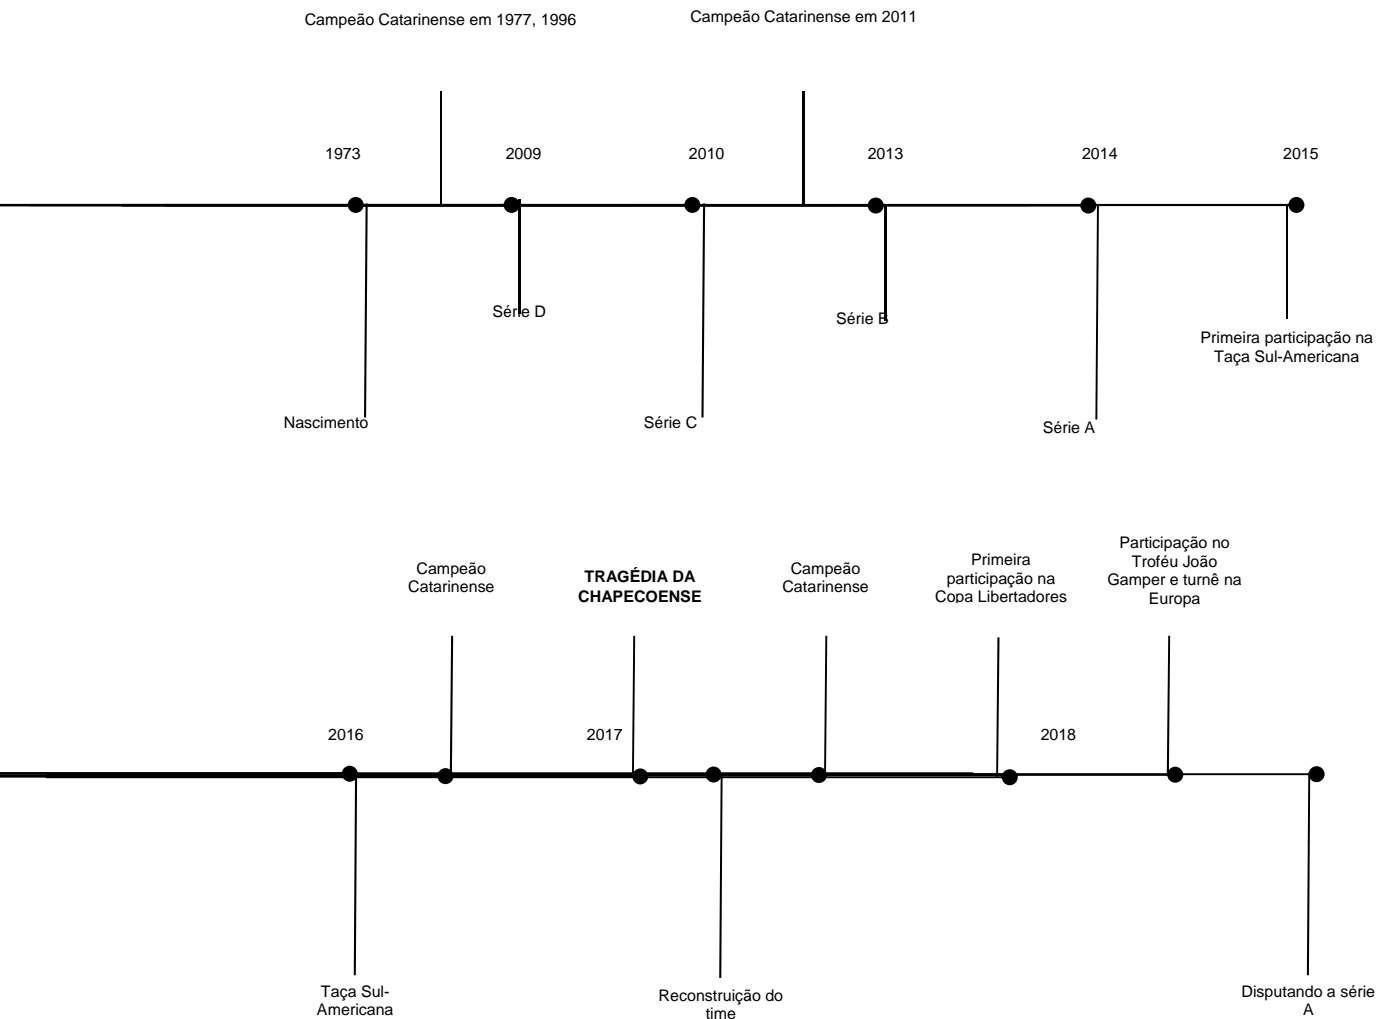 Campeão Catarinense em 1977, 1996
Campeão Catarinense em 2011
1973
2009
2010
2013
2014
2015
Série D
Série B
Primeira participação na
Taça Sul-Americana
Nascimento
Série C
Série A
Campeão
Catarinense
TRAGÉDIA DA
CHAPECOENSE
Campeão
Catarinense
Primeira
participação na
Copa Libertadores
Participação no
Troféu João
Gamper e turnê na
Europa
2016
2017
2018
Taça Sul-
Americana
Reconstruição do
time
Disputando a série
A